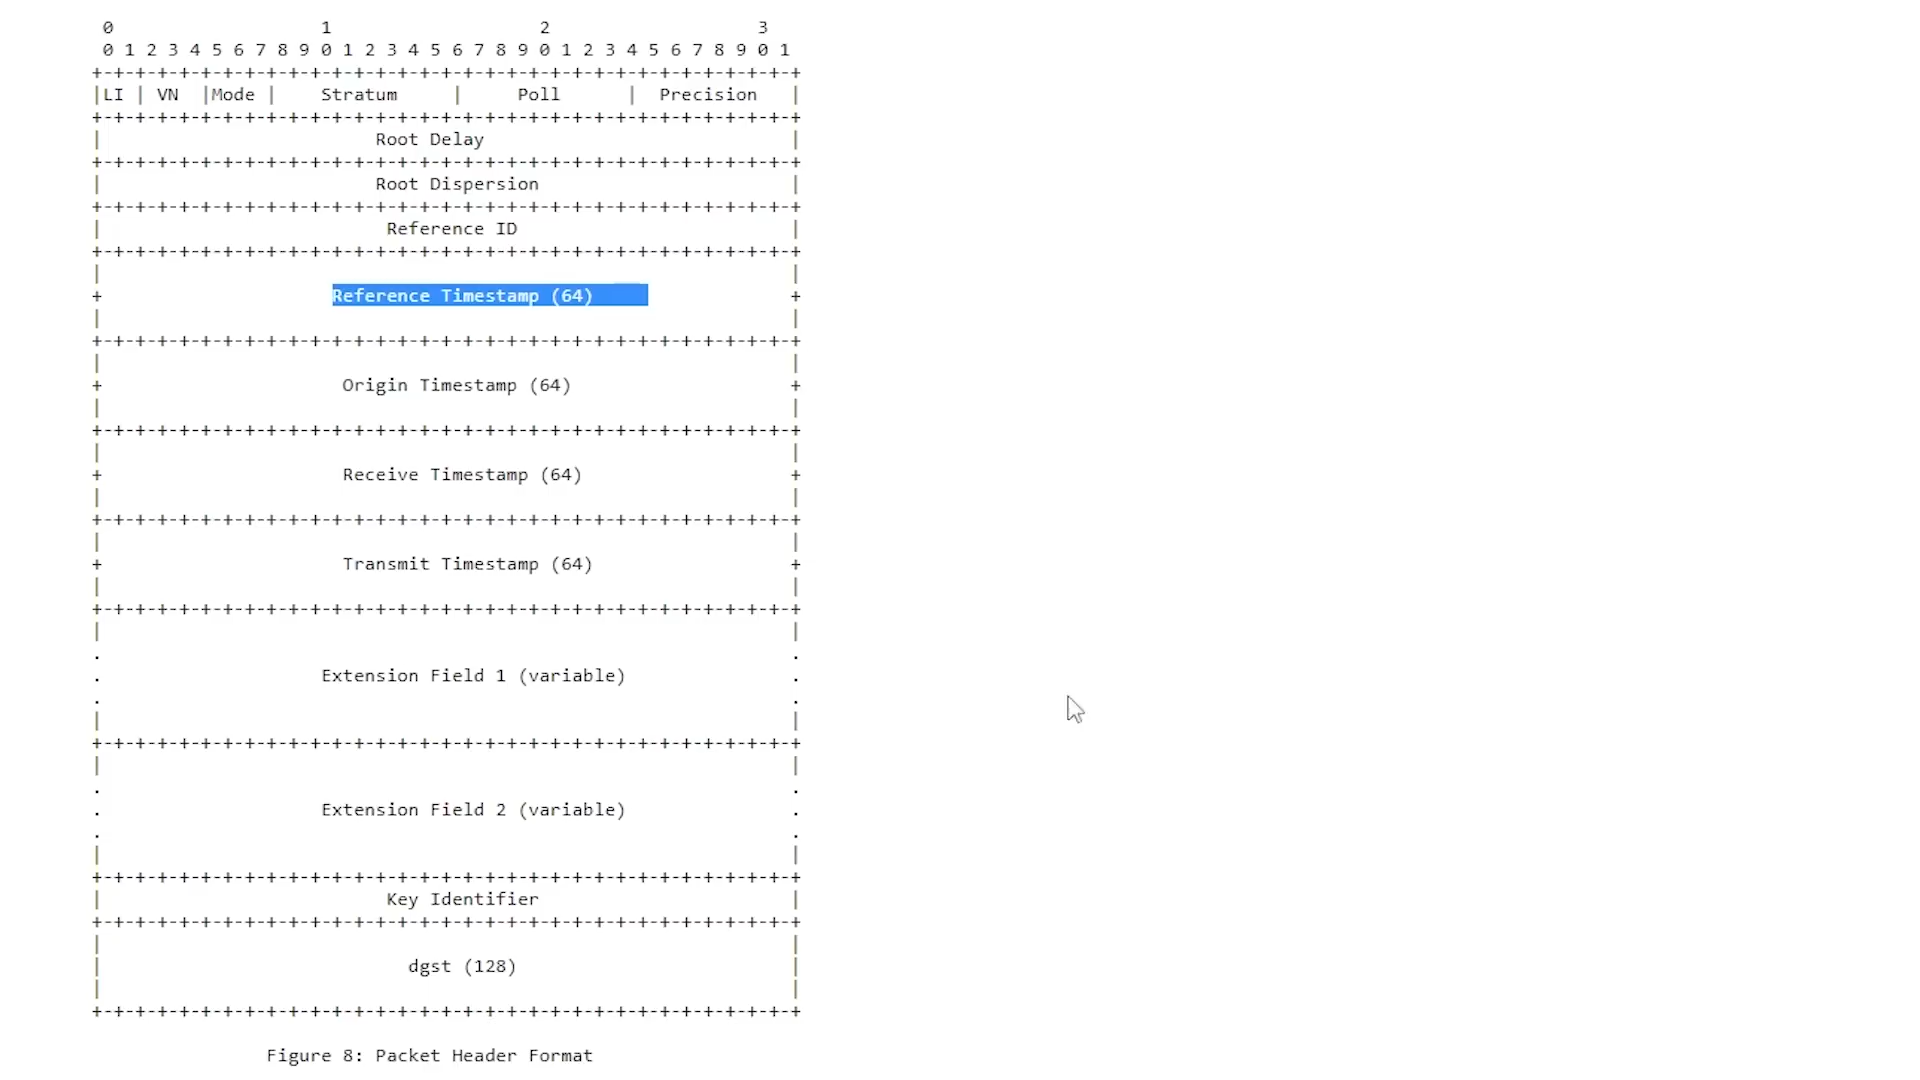 0                   1                   2                   3
0 1 2 3 4 5 6 7 8 9 0 1 2 3 4 5 6 7 8 9 0 1 2 3 4 5 6 7 8 9 0 1
+-+-+-+-+-+-+-+-+-+-+-+-+-+-+-+-+-+-+-+-+-+-+-+-+-+-+-+-+-+-+-+-+
|LI | VN  |Mode |    Stratum     |     Poll      |  Precision   |
+-+-+-+-+-+-+-+-+-+-+-+-+-+-+-+-+-+-+-+-+-+-+-+-+-+-+-+-+-+-+-+-+
|                         Root Delay                            |
+-+-+-+-+-+-+-+-+-+-+-+-+-+-+-+-+-+-+-+-+-+-+-+-+-+-+-+-+-+-+-+-+
|                         Root Dispersion                       |
+-+-+-+-+-+-+-+-+-+-+-+-+-+-+-+-+-+-+-+-+-+-+-+-+-+-+-+-+-+-+-+-+
|                          Reference ID                         |
+-+-+-+-+-+-+-+-+-+-+-+-+-+-+-+-+-+-+-+-+-+-+-+-+-+-+-+-+-+-+-+-+
|                                                               |
+                     Reference Timestamp (64)                  +
|                                                               |
+-+-+-+-+-+-+-+-+-+-+-+-+-+-+-+-+-+-+-+-+-+-+-+-+-+-+-+-+-+-+-+-+
|                                                               |
+                      Origin Timestamp (64)                    +
|                                                               |
+-+-+-+-+-+-+-+-+-+-+-+-+-+-+-+-+-+-+-+-+-+-+-+-+-+-+-+-+-+-+-+-+
|                                                               |
+                      Receive Timestamp (64)                   +
|                                                               |
+-+-+-+-+-+-+-+-+-+-+-+-+-+-+-+-+-+-+-+-+-+-+-+-+-+-+-+-+-+-+-+-+
|                                                               |
+                      Transmit Timestamp (64)                  +
|                                                               |
+-+-+-+-+-+-+-+-+-+-+-+-+-+-+-+-+-+-+-+-+-+-+-+-+-+-+-+-+-+-+-+-+
|                                                               |
.                                                               .
.                    Extension Field 1 (variable)               .
.                                                               .
|                                                               |
+-+-+-+-+-+-+-+-+-+-+-+-+-+-+-+-+-+-+-+-+-+-+-+-+-+-+-+-+-+-+-+-+
|                                                               |
.                                                               .
.                    Extension Field 2 (variable)               .
.                                                               .
|                                                               |
+-+-+-+-+-+-+-+-+-+-+-+-+-+-+-+-+-+-+-+-+-+-+-+-+-+-+-+-+-+-+-+-+
|                          Key Identifier                       |
+-+-+-+-+-+-+-+-+-+-+-+-+-+-+-+-+-+-+-+-+-+-+-+-+-+-+-+-+-+-+-+-+
|                                                               |
|                            dgst (128)                         |
|                                                               |
+-+-+-+-+-+-+-+-+-+-+-+-+-+-+-+-+-+-+-+-+-+-+-+-+-+-+-+-+-+-+-+-+
Figure 8: Packet Header Format